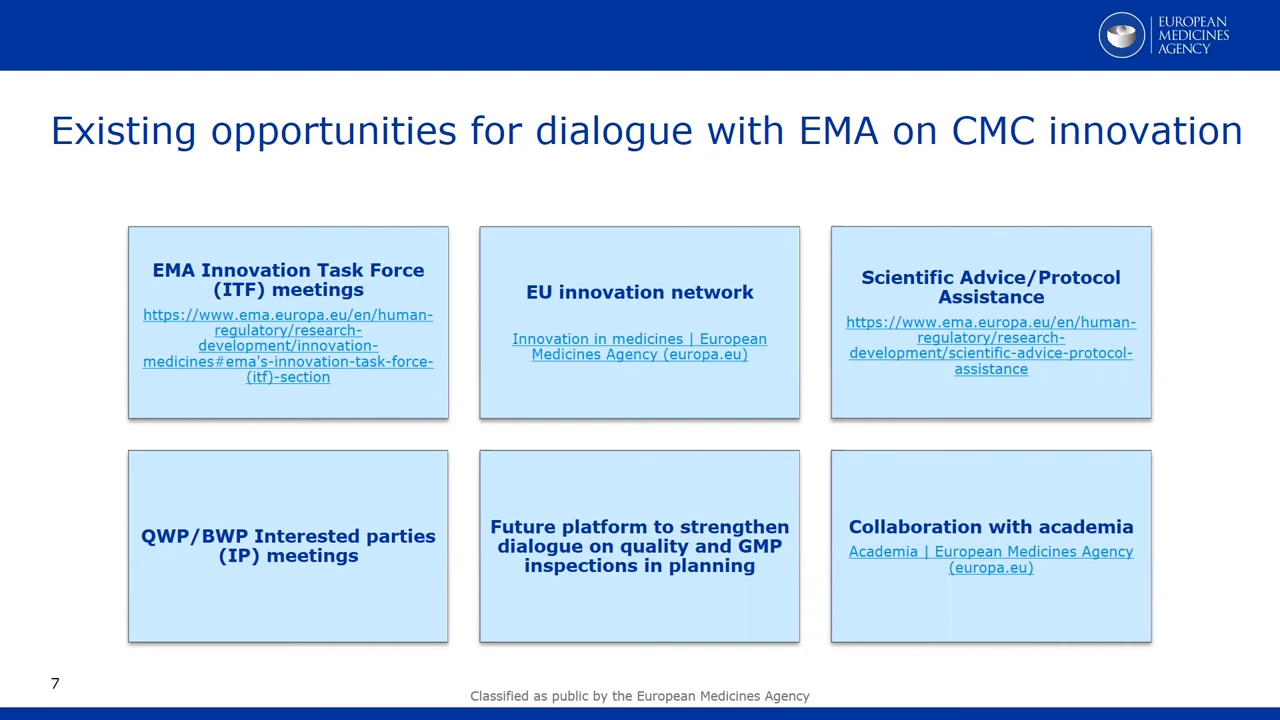 EUROPEAN
MEDICINES
AGENCY
Existing opportunities for dialogue with EMA on CMC innovation
EMA Innovation Task Force
(ITF) meetings
https://www.ema.europa.eu/en/human-
regulatory/research-
development/innovation-
medicines#ema's-innovation-task-force-
(itf)-section
EU innovation network
Innovation in medicines | European
Medicines Agency (europa.eu)
Scientific Advice/Protocol
Assistance
https://www.ema.europa.eu/en/human-
regulatory/research-
development/scientific-advice-protocol-
assistance
QWP/BWP Interested parties
(IP) meetings
Future platform to strengthen
dialogue on quality and GMP
inspections in planning
Collaboration with academia
Academia | European Medicines Agency
(europa.eu)
7
Classified as public by the European Medicines Agency